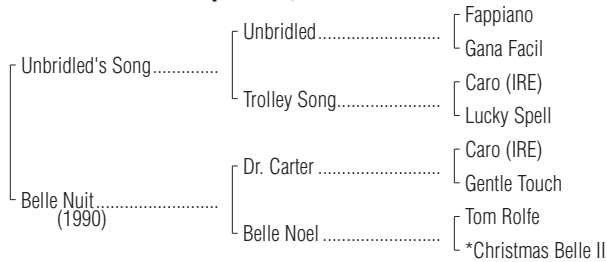 Fappiano
Unbridled
Gana Facil
Unbridled's Song
Caro (IRE)
Trolley Song
Lucky Spell
Caro (IRE)
Dr. Carter
Gentle Touch
Belle Nuit
(1990)
Tom Rolfe
Belle Noel
*Christmas Belle II